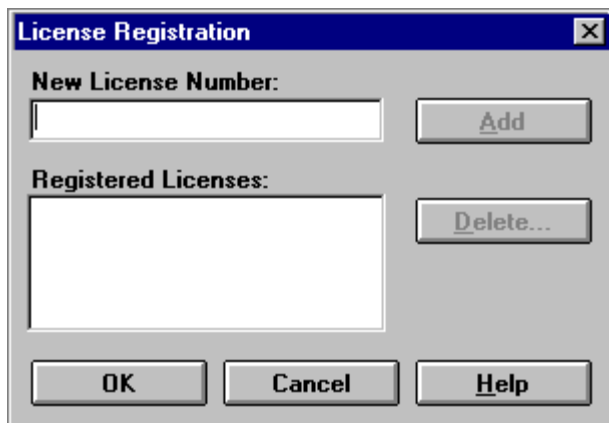 License Registration
New License Number:
Add
Registered Licenses:
Delete...
OK
Cancel
Help